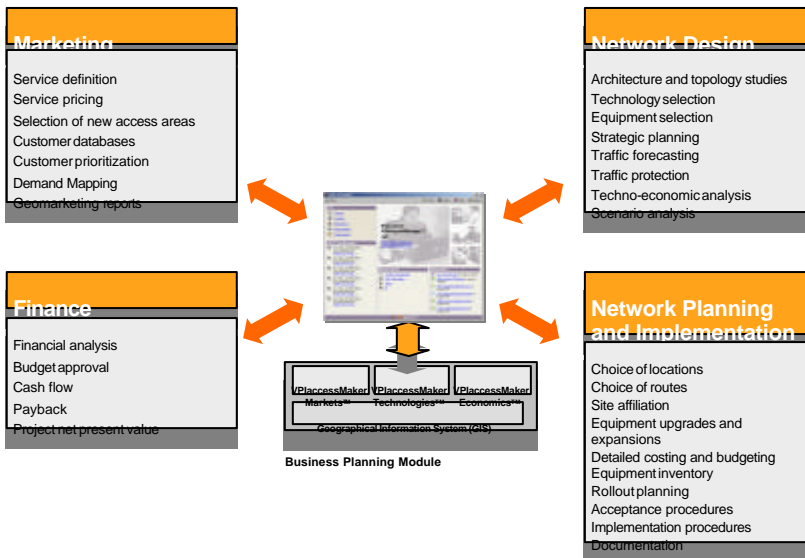 Marketing
Service definition
Service pricing
Selection of new access areas
Customer databases
Customer prioritization
Demand Mapping
Geomarketing reports
Network Design
Architecture and topology studies
Technology selection
Equipment selection
Strategic planning
Traffic forecasting
Traffic protection
Techno-economic analysis
Scenario analysis
Finance
Financial analysis
Budget approval
Cash flow
Payback
Project net present value
Network Planning
and Implementation
Choice of locations
Choice of routes
Site affiliation
Equipment upgrades and
expansions
Detailed costing and budgeting
Equipment inventory
Rollout planning
Acceptance procedures
Implementation procedures
Documentation
VPIaccessMaker VPIaccessMaker VPIaccessMaker
Markets™ Technologies™ Economics™
Geographical Information System (GIS)
Business Planning Module